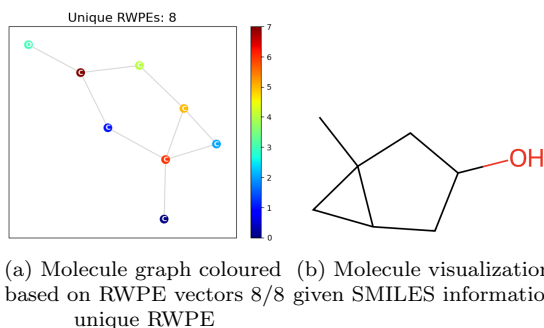 Unique RWPEs: 8
O
C
C
C
C
C
C
C
7
6
5
4
3
2
1
0
OH
(a) Molecule graph coloured
based on RWPE vectors 8/8
unique RWPE
(b) Molecule visualization
given SMILES informatio